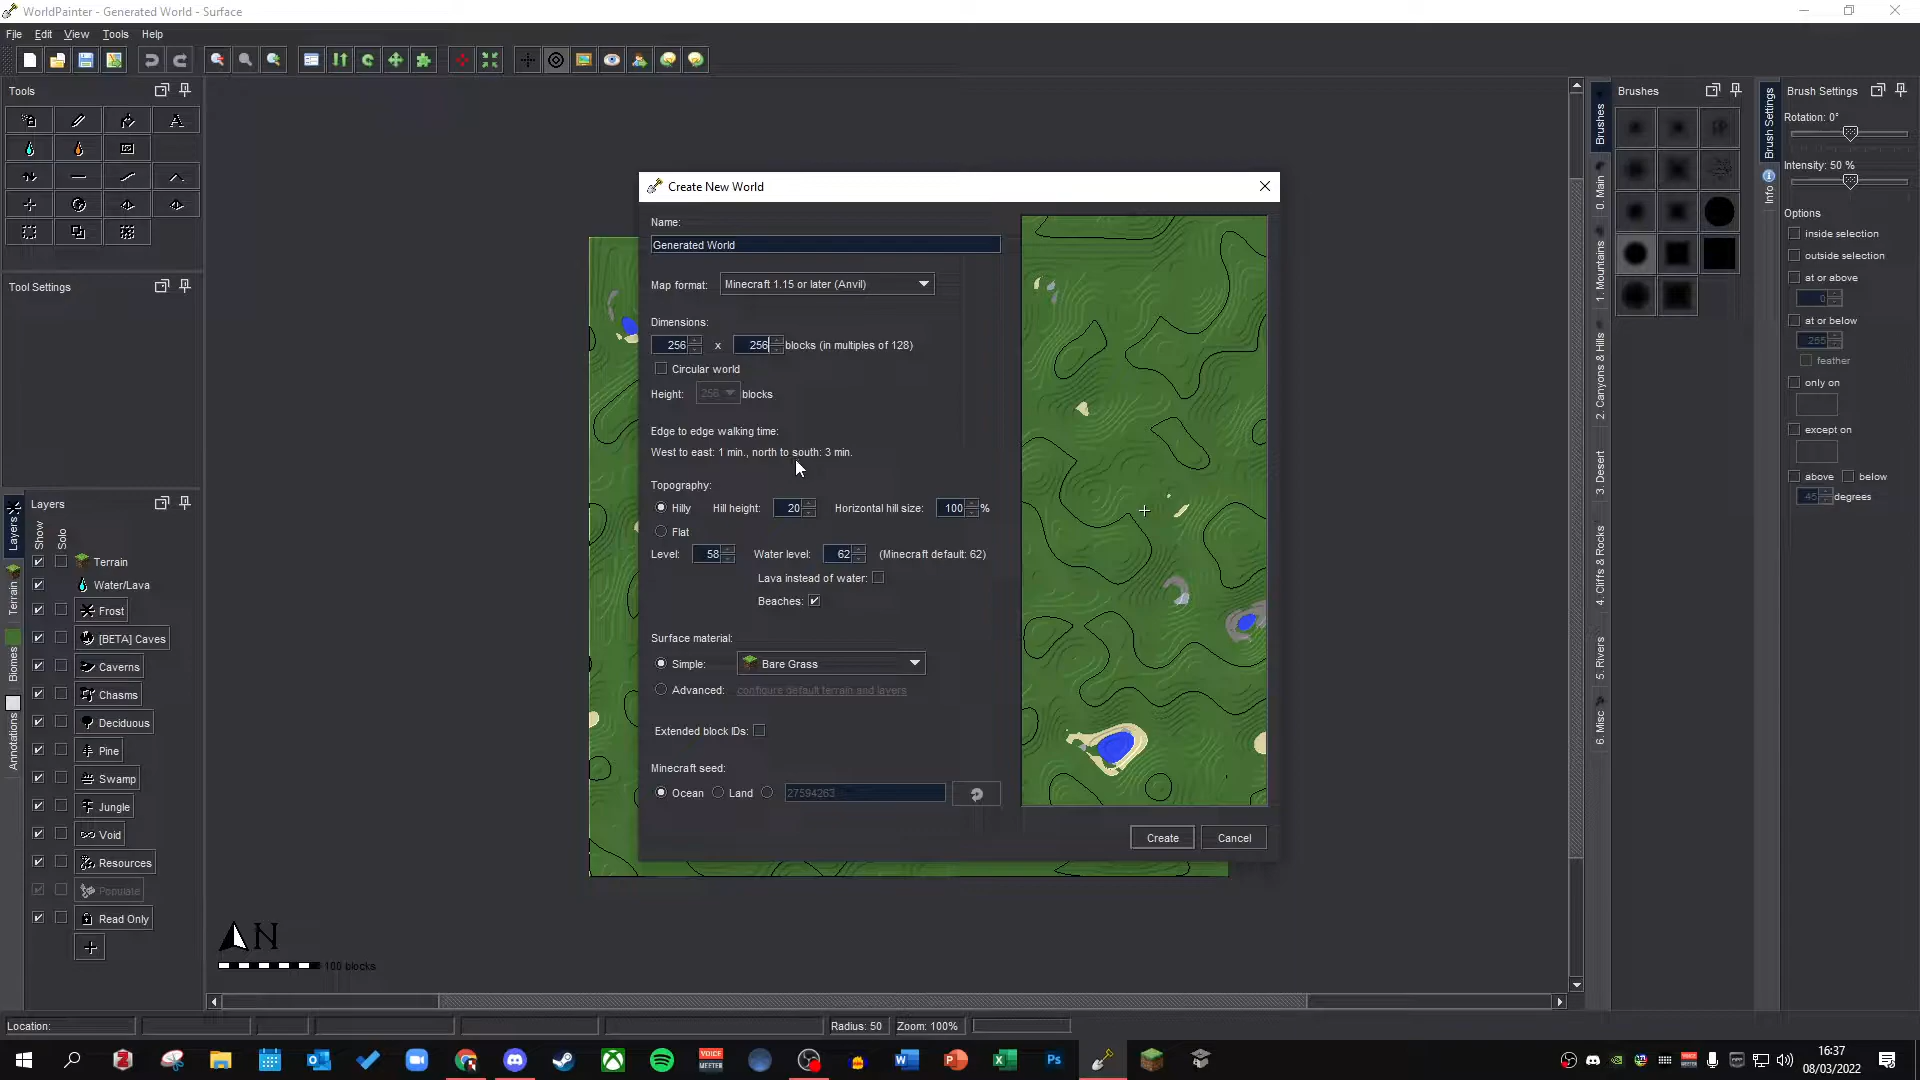 WorldPainter - Generated World - Surface
File Edit View Tools Help
Tools
Tool Settings
Layers
Layers
Terrain
Biomes
Annotations
Show
Solo
Terrain
Water/Lava
Frost
[BETA] Caves
Caverns
Chasms
Deciduous
Pine
Swamp
Jungle
Void
Resources
Populate
Read Only
N
100 blocks
Create New World
Name:
Generated World
Map format: Minecraft 1.15 or later (Anvil)
Dimensions:
256 x 256 blocks (in multiples of 128)
Circular world
Height: 256 blocks
Edge to edge walking time:
West to east: 1 min., north to south: 3 min.
Topography:
Hilly Hill height: 20 Horizontal hill size: 100 %
Flat
Level: 58 Water level: 62 (Minecraft default: 62)
Lava instead of water:
Beaches:
Surface material:
Simple: Bare Grass
Advanced: configure default terrain and layers
Extended block IDs:
Minecraft seed:
Ocean Land 27594263
Create Cancel
Brushes
0. Main
1. Mountains
2. Canyons & Hills
3 Desert
4. Cliffs & Rocks
5. Rivers
6. Misc
Brushes
Brush Settings
Info
Brush Settings
Rotation: 0°
Intensity: 50 %
Options
inside selection
outside selection
at or above
0
at or below
255
feather
only on
except on
above below
45 degrees
Location:
Radius: 50 Zoom: 100%
VOICE
MEETER
Ps
16:37
08/03/2022